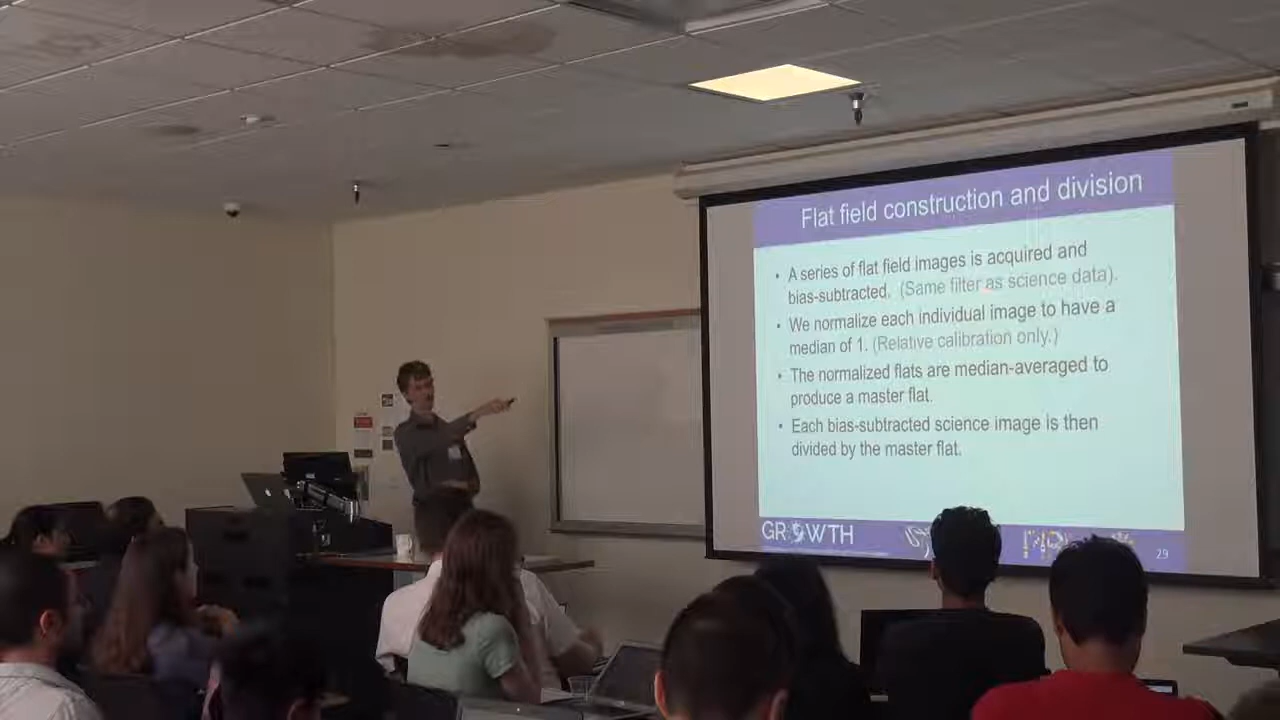 Flat field construction and division
• A series of flat field images is acquired and
bias-subtracted. (Same filter as science data).
• We normalize each individual image to have a
median of 1. (Relative calibration only.)
• The normalized flats are median-averaged to
produce a master flat.
• Each bias-subtracted science image is then
divided by the master flat.
GROWTH
29